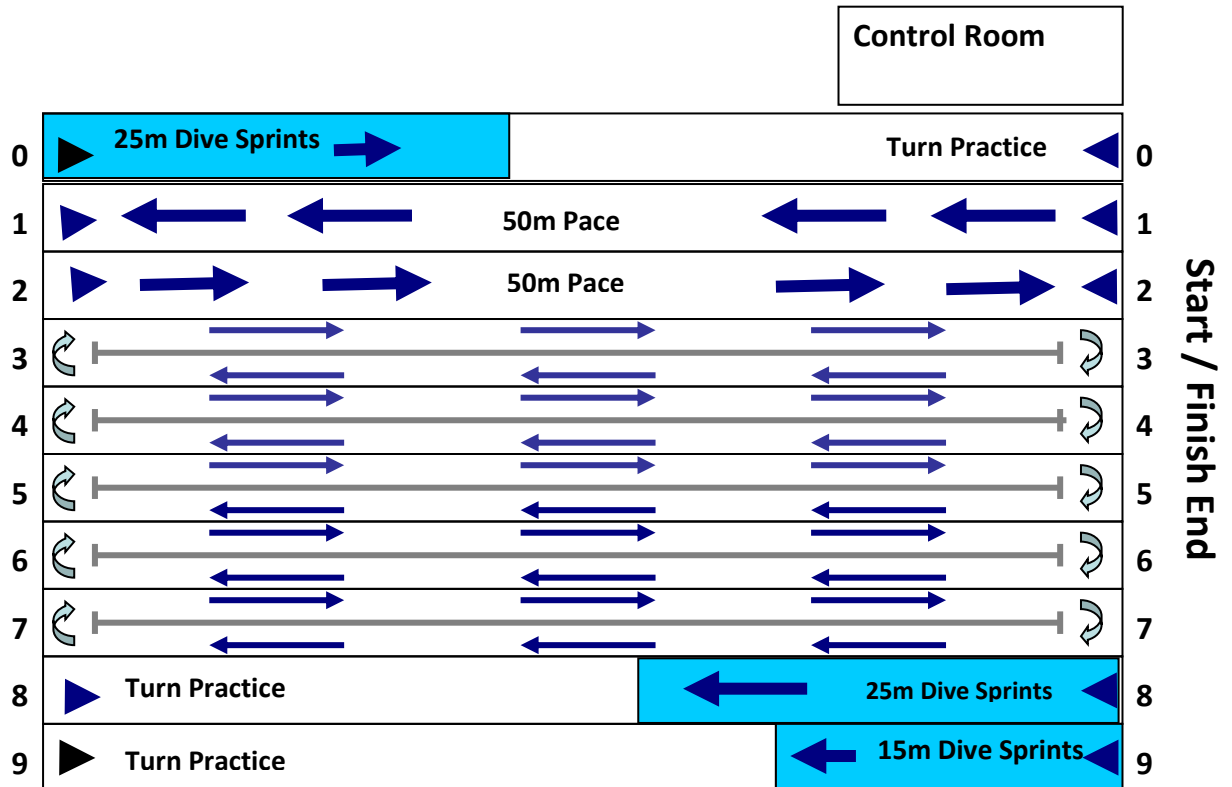 Control Room
0 25m Dive Sprints Turn Practice 0
1 50m Pace 1
2 50m Pace 2
3 3
4 4
5 5
6 6
7 7
8 Turn Practice 25m Dive Sprints 8
9 Turn Practice 15m Dive Sprints 9
Start / Finish End